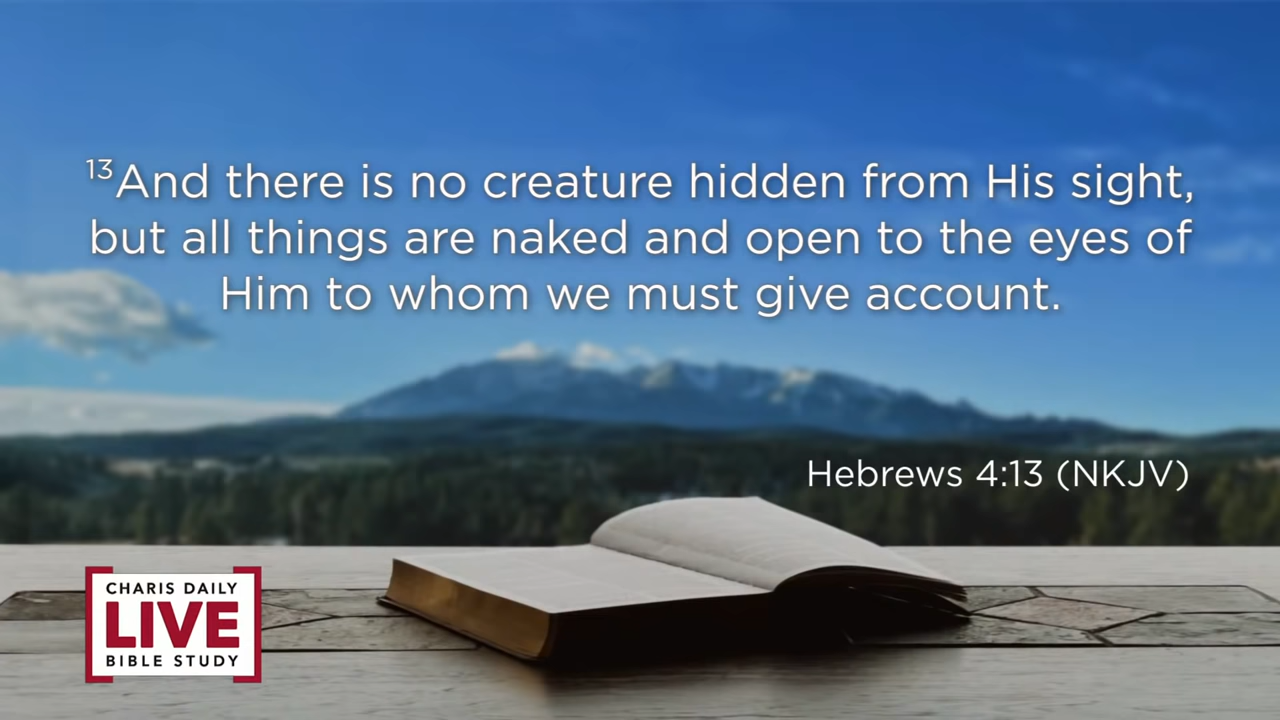 13And there is no creature hidden from His sight,
but all things are naked and open to the eyes of
Him to whom we must give account.
Hebrews 4:13 (NKJV)
CHARIS DAILY
LIVE
BIBLE STUDY